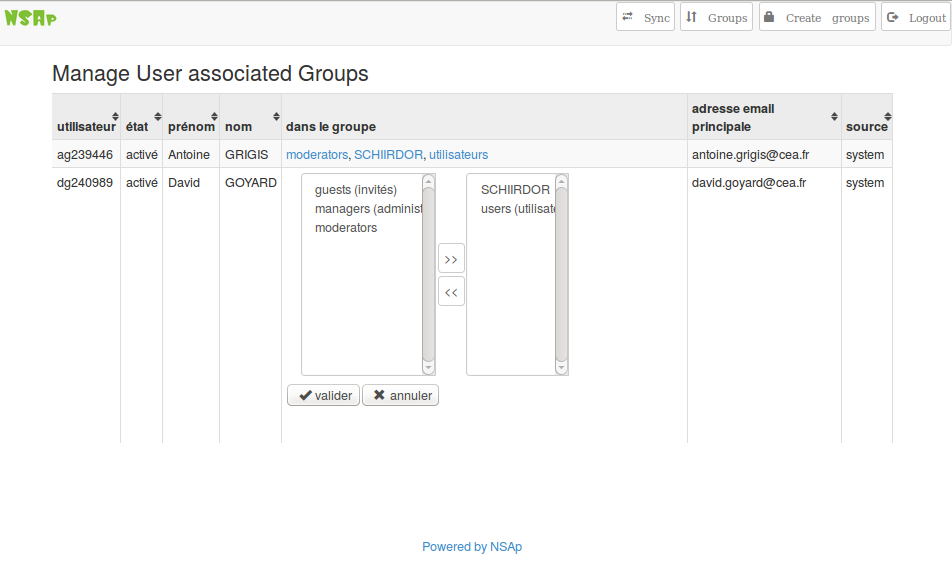 NSAp
Sync Groups Create groups Logout
Manage User associated Groups
utilisateur état prénom nom dans le groupe adresse email principale source
ag239446 activé Antoine GRIGIS moderators, SCHIIRDOR, utilisateurs antoine.grigis@cea.fr system
dg240989 activé David GOYARD david.goyard@cea.fr system
guests (invités)
managers (administ
moderators
>>
<<
SCHIIRDOR
users (utilisate
valider annuler
Powered by NSAp